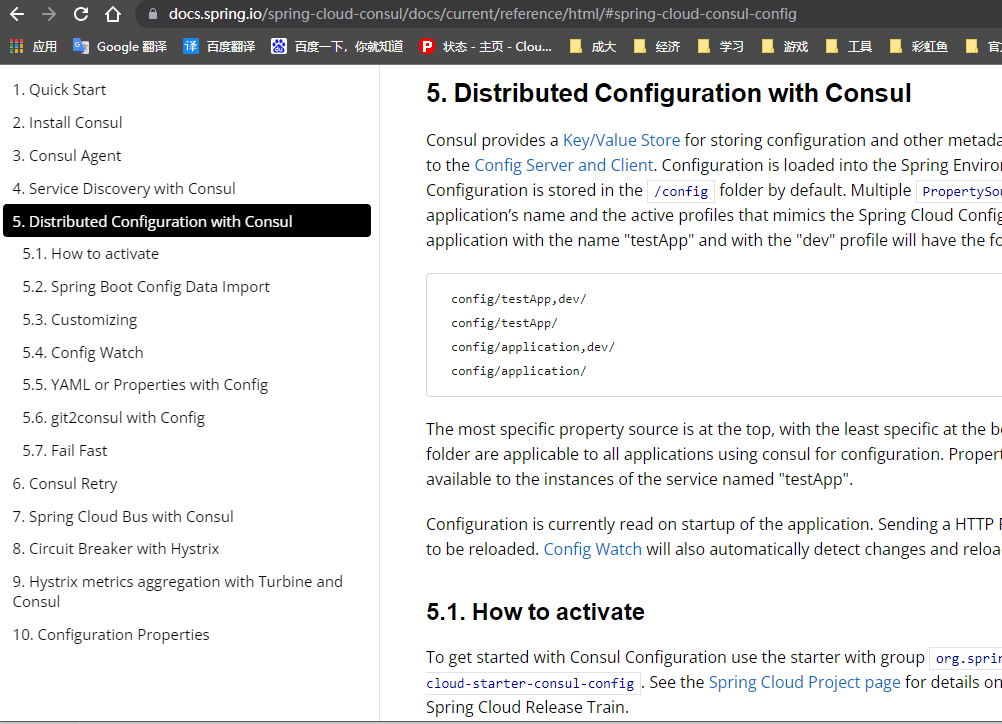 docs.spring.io/spring-cloud-consul/docs/current/reference/html/#spring-cloud-consul-config
应用 Google 翻译 译 百度翻译 百度一下，你就知道 P 状态 - 主页 - Clou... 成大 经济 学习 游戏 工具 彩虹鱼
1. Quick Start
2. Install Consul
3. Consul Agent
4. Service Discovery with Consul
5. Distributed Configuration with Consul
5.1. How to activate
5.2. Spring Boot Config Data Import
5.3. Customizing
5.4. Config Watch
5.5. YAML or Properties with Config
5.6. git2consul with Config
5.7. Fail Fast
6. Consul Retry
7. Spring Cloud Bus with Consul
8. Circuit Breaker with Hystrix
9. Hystrix metrics aggregation with Turbine and
Consul
10. Configuration Properties
5. Distributed Configuration with Consul
Consul provides a Key/Value Store for storing configuration and other metada
to the Config Server and Client. Configuration is loaded into the Spring Enviro
Configuration is stored in the /config folder by default. Multiple PropertySo
application’s name and the active profiles that mimics the Spring Cloud Config
application with the name "testApp" and with the "dev" profile will have the fo
config/testApp,dev/
config/testApp/
config/application,dev/
config/application/
The most specific property source is at the top, with the least specific at the b
folder are applicable to all applications using consul for configuration. Propert
available to the instances of the service named "testApp".
Configuration is currently read on startup of the application. Sending a HTTP
to be reloaded. Config Watch will also automatically detect changes and reloa
5.1. How to activate
To get started with Consul Configuration use the starter with group org.sprin
cloud-starter-consul-config. See the Spring Cloud Project page for details on
Spring Cloud Release Train.